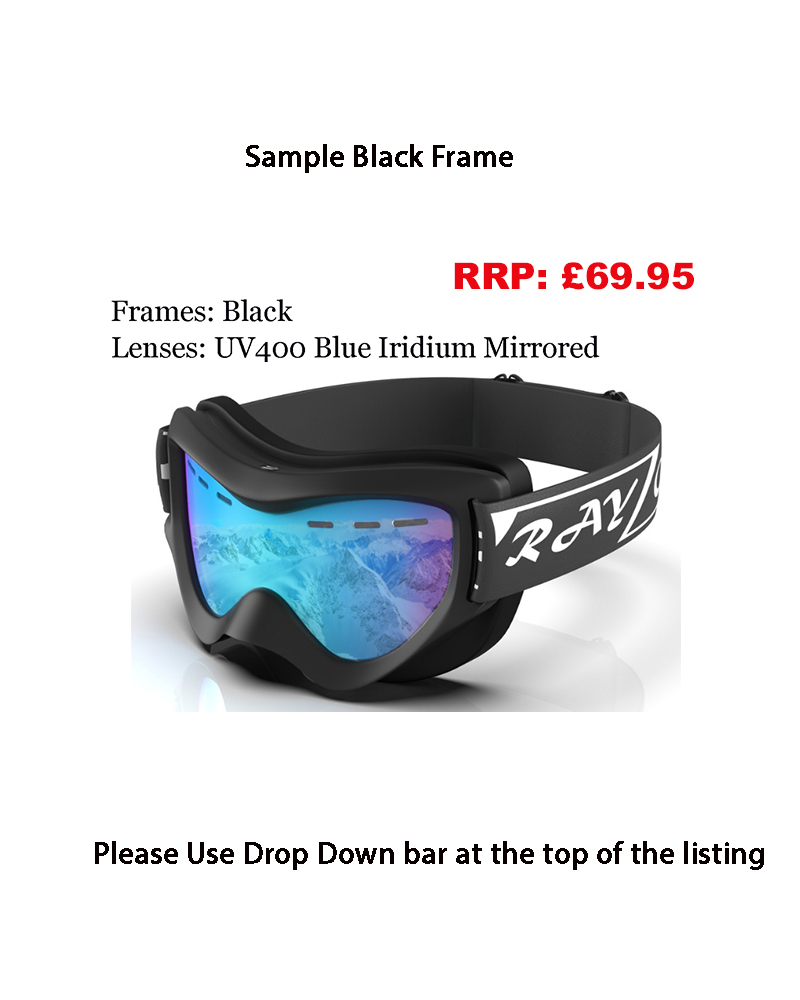 Sample Black Frame
RRP: £69.95
Frames: Black
Lenses: UV400 Blue Iridium Mirrored
RAYZ
Please Use Drop Down bar at the top of the listing